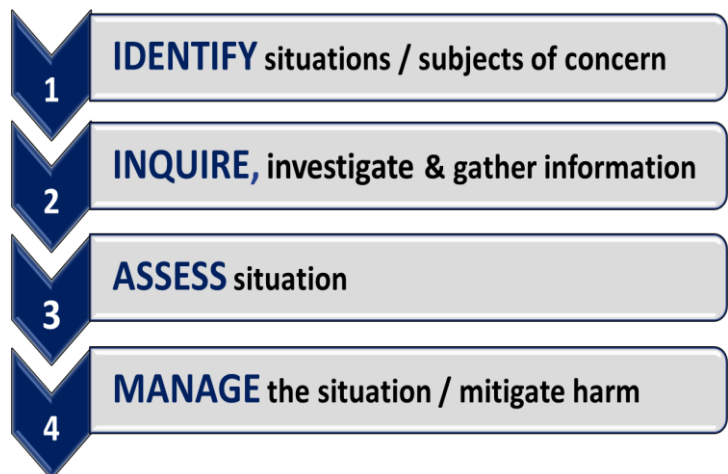 1 IDENTIFY situations / subjects of concern
2 INQUIRE, investigate & gather information
3 ASSESS situation
4 MANAGE the situation / mitigate harm